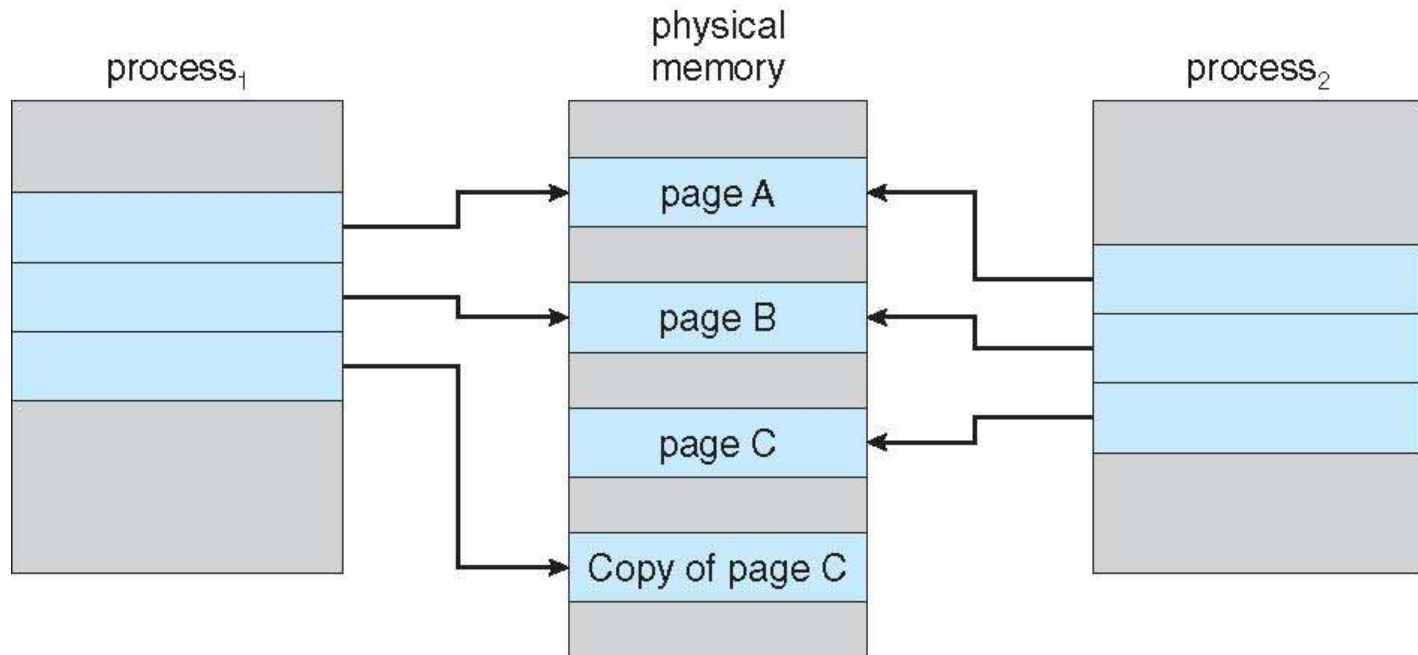 process₁
physical
memory
process₂
page A
page B
page C
Copy of page C